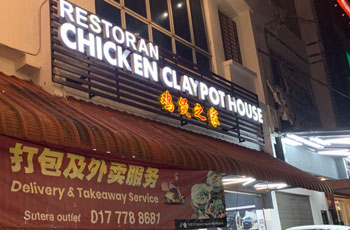 RESTORAN
CHICKEN CLAYPOT HOUSE
鸡煲之家
打包及外卖服务
Delivery & Takeaway Service
Sutera outlet 017 778 8681